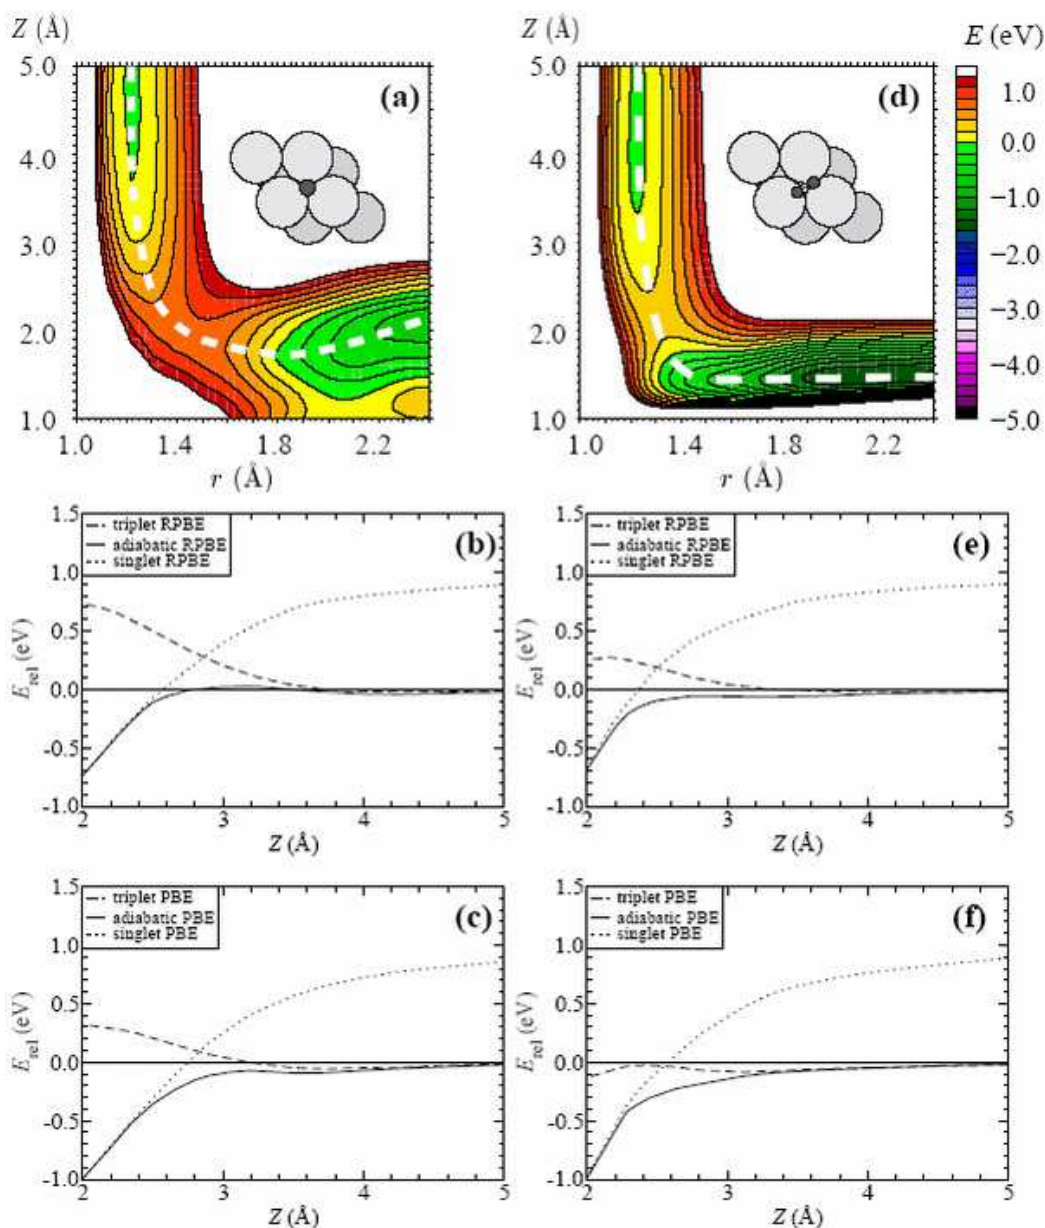 Z (Å)
Z (Å)
E (eV)
5.0
4.0
3.0
2.0
1.0
(a)
1.0
1.4
1.8
2.2
r (Å)
5.0
4.0
3.0
2.0
1.0
(d)
1.0
1.4
1.8
2.2
r (Å)
1.0
0.0
−1.0
−2.0
−3.0
−4.0
−5.0
1.5
1.0
0.5
0.0
-0.5
-1.0
E_rel (eV)
triplet RPBE
adiabatic RPBE
singlet RPBE
(b)
2
3
4
5
Z (Å)
1.5
1.0
0.5
0.0
-0.5
-1.0
E_rel (eV)
triplet RPBE
adiabatic RPBE
singlet RPBE
(e)
2
3
4
5
Z (Å)
1.5
1.0
0.5
0.0
-0.5
-1.0
E_rel (eV)
triplet PBE
adiabatic PBE
singlet PBE
(c)
2
3
4
5
Z (Å)
1.5
1.0
0.5
0.0
-0.5
-1.0
E_rel (eV)
triplet PBE
adiabatic PBE
singlet PBE
(f)
2
3
4
5
Z (Å)